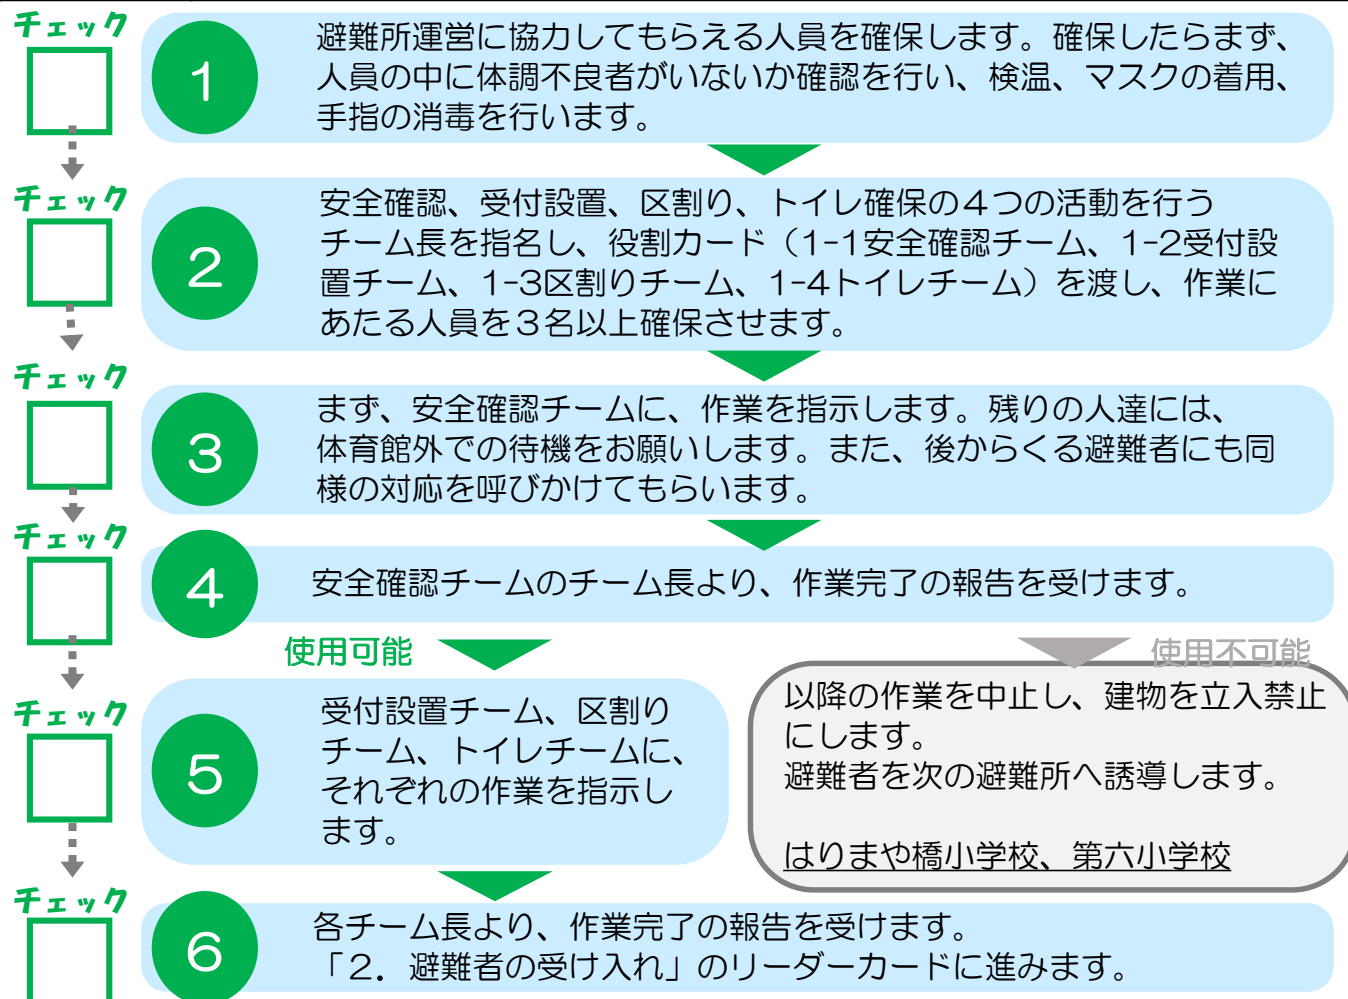 チェック
1
避難所運営に協力してもらえる人員を確保します。確保したらまず、
人員の中に体調不良者がいないか確認を行い、検温、マスクの着用、
手指の消毒を行います。
チェック
2
安全確認、受付設置、区割り、トイレ確保の４つの活動を行う
チーム長を指名し、役割カード（1-1安全確認チーム、1-2受付設
置チーム、1-3区割りチーム、1-4トイレチーム）を渡し、作業に
あたる人員を３名以上確保させます。
チェック
3
まず、安全確認チームに、作業を指示します。残りの人達には、
体育館外での待機をお願いします。また、後からくる避難者にも同
様の対応を呼びかけてもらいます。
チェック
4
安全確認チームのチーム長より、作業完了の報告を受けます。
使用可能
使用不可能
チェック
5
受付設置チーム、区割り
チーム、トイレチームに、
それぞれの作業を指示し
ます。
以降の作業を中止し、建物を立入禁止
にします。
避難者を次の避難所へ誘導します。
はりまや橋小学校、第六小学校
チェック
6
各チーム長より、作業完了の報告を受けます。
「２．避難者の受け入れ」のリーダーカードに進みます。